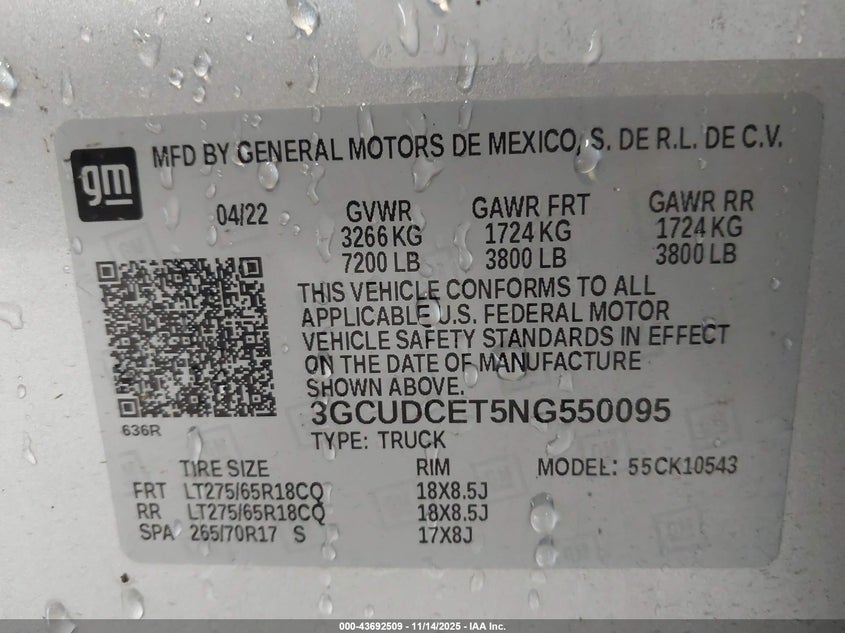 gm
MFD BY GENERAL MOTORS DE MEXICO, S. DE R.L. DE C.V.
04/22 GVWR GAWR FRT GAWR RR
3266 KG 1724 KG 1724 KG
7200 LB 3800 LB 3800 LB
THIS VEHICLE CONFORMS TO ALL
APPLICABLE U.S. FEDERAL MOTOR
VEHICLE SAFETY STANDARDS IN EFFECT
ON THE DATE OF MANUFACTURE
SHOWN ABOVE.
3GCUDCET5NG550095
636R
TYPE: TRUCK
TIRE SIZE RIM MODEL: 55CK10543
FRT LT275/65R18CQ 18X8.5J
RR LT275/65R18CQ 18X8.5J
SPA 265/70R17 S 17X8J
000-43692509 - 11/14/2025 - IAA Inc.